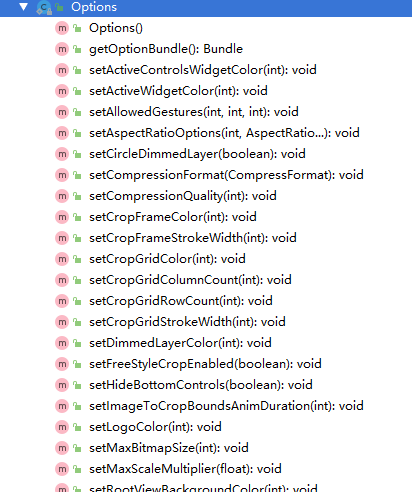 Options
Options()
getOptionBundle(): Bundle
setActiveControlsWidgetColor(int): void
setActiveWidgetColor(int): void
setAllowedGestures(int, int, int): void
setAspectRatioOptions(int, AspectRatio...): void
setCircleDimmedLayer(boolean): void
setCompressionFormat(CompressFormat): void
setCompressionQuality(int): void
setCropFrameColor(int): void
setCropFrameStrokeWidth(int): void
setCropGridColor(int): void
setCropGridColumnCount(int): void
setCropGridRowCount(int): void
setCropGridStrokeWidth(int): void
setDimmedLayerColor(int): void
setFreeStyleCropEnabled(boolean): void
setHideBottomControls(boolean): void
setImageToCropBoundsAnimDuration(int): void
setLogoColor(int): void
setMaxBitmapSize(int): void
setMaxScaleMultiplier(float): void
setRootViewBackgroundColor(int): void